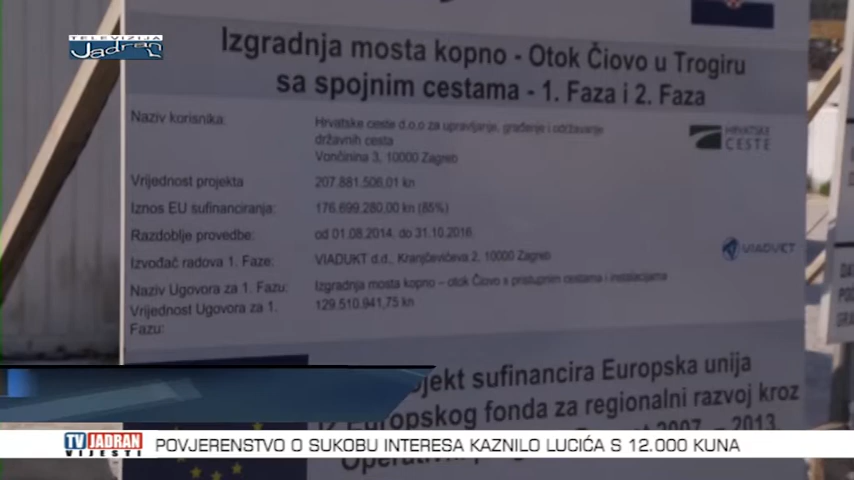 TELEVIZIJA
Jadran
Izgradnja mosta kopno - Otok Čiovo u Trogiru
sa spojnim cestama - 1. Faza i 2. Faza
Naziv korisnika: Hrvatske ceste d.o.o za upravljanje, građenje i održavanje
državnih cesta
Vončinina 3, 10000 Zagreb
HRVATSKE
CESTE
Vrijednost projekta 207.881.506,01 kn
Iznos EU sufinanciranja: 176.699.280,00 kn (85%)
Razdoblje provedbe: od 01.08.2014. do 31.10.2016.
Izvođač radova 1. Faze: VIADUKT d.d., Kranjčevićeva 2, 10000 Zagreb
VIADUKT
Naziv Ugovora za 1. Fazu: Izgradnja mosta kopno – otok Čiovo s pristupnim cestama i instalacijama
Vrijednost Ugovora za 1. 129.510.941,75 kn
Fazu:
ojekt sufinancira Europska unija
iz Europskog fonda za regionalni razvoj kroz
2007. – 2013.
TV JADRAN
VIJESTI
POVJERENSTVO O SUKOBU INTERESA KAZNILO LUCIĆA S 12.000 KUNA